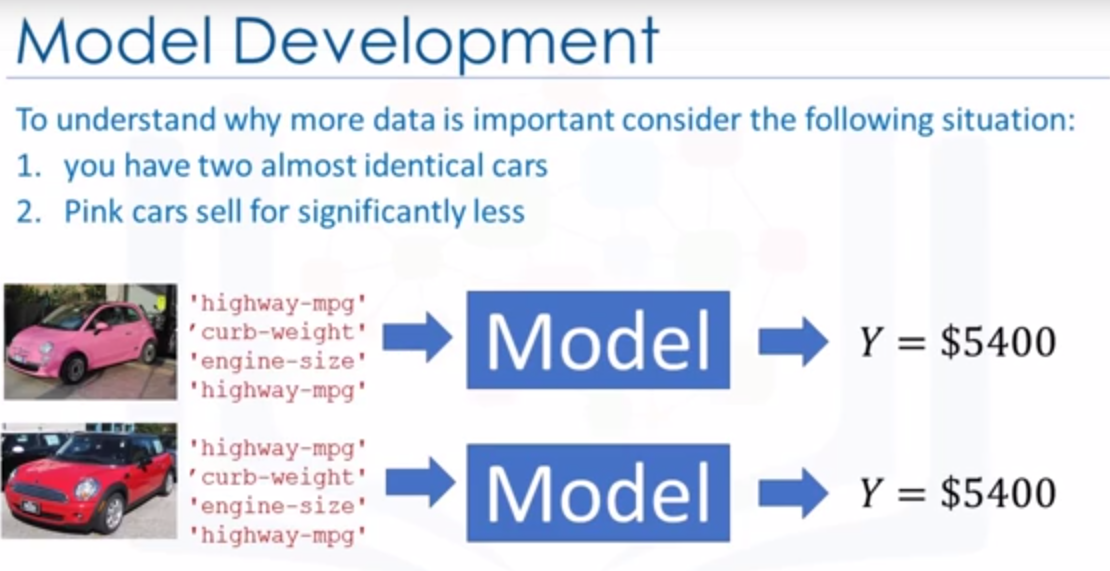 Model Development
To understand why more data is important consider the following situation:
1. you have two almost identical cars
2. Pink cars sell for significantly less
'highway-mpg'
'curb-weight'
'engine-size'
'highway-mpg'
Model
Y = $5400
'highway-mpg'
'curb-weight'
'engine-size'
'highway-mpg'
Model
Y = $5400